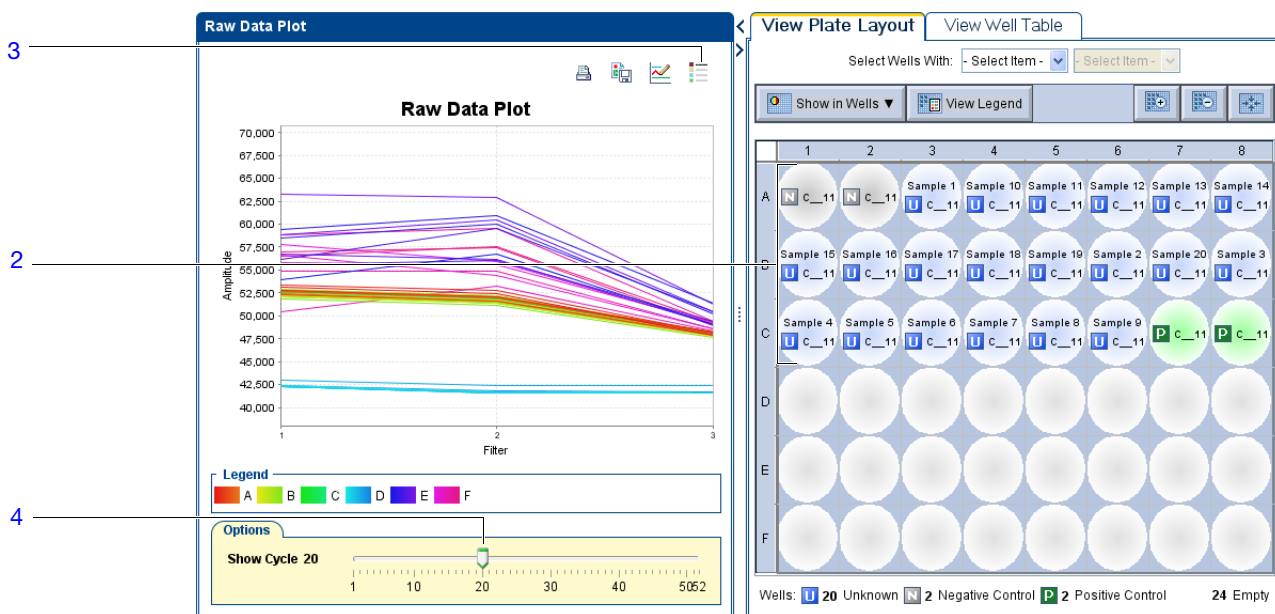 3
2
4
Raw Data Plot
Raw Data Plot
70,000
67,500
65,000
62,500
60,000
57,500
55,000
52,500
50,000
47,500
45,000
42,500
40,000
Amplitude
1 2 3
Filter
Legend
A B C D E F
Options
Show Cycle 20
1 10 20 30 40 5052
View Plate Layout View Well Table
Select Wells With: - Select Item - - Select Item -
Show in Wells ▼ View Legend
1 2 3 4 5 6 7 8
A
Sample 1 Sample 10 Sample 11 Sample 12 Sample 13 Sample 14
N C__11 N C__11 U C__11 U C__11 U C__11 U C__11 U C__11 U C__11
B
Sample 15 Sample 16 Sample 17 Sample 18 Sample 19 Sample 2 Sample 20 Sample 3
U C__11 U C__11 U C__11 U C__11 U C__11 U C__11 U C__11 U C__11
C
Sample 4 Sample 5 Sample 6 Sample 7 Sample 8 Sample 9
U C__11 U C__11 U C__11 U C__11 U C__11 U C__11 P C__11 P C__11
D
E
F
Wells: U 20 Unknown N 2 Negative Control P 2 Positive Control 24 Empty